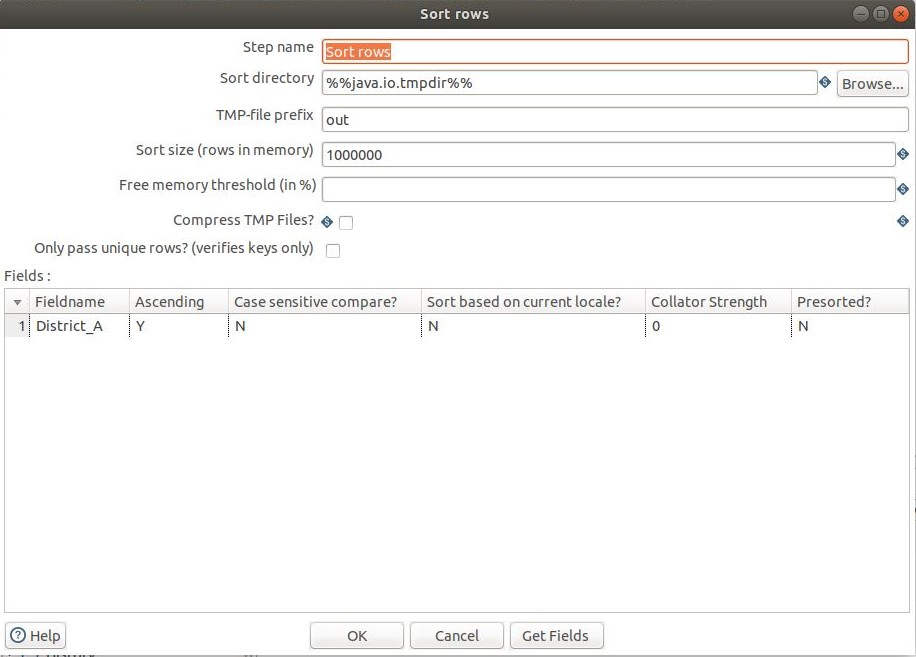 Sort rows
Step name Sort rows
Sort directory %%java.io.tmpdir%% Browse...
TMP-file prefix out
Sort size (rows in memory) 1000000
Free memory threshold (in %)
Compress TMP Files?
Only pass unique rows? (verifies keys only)
Fields :
Fieldname Ascending Case sensitive compare? Sort based on current locale? Collator Strength Presorted?
1 District_A Y N N 0 N
Help OK Cancel Get Fields